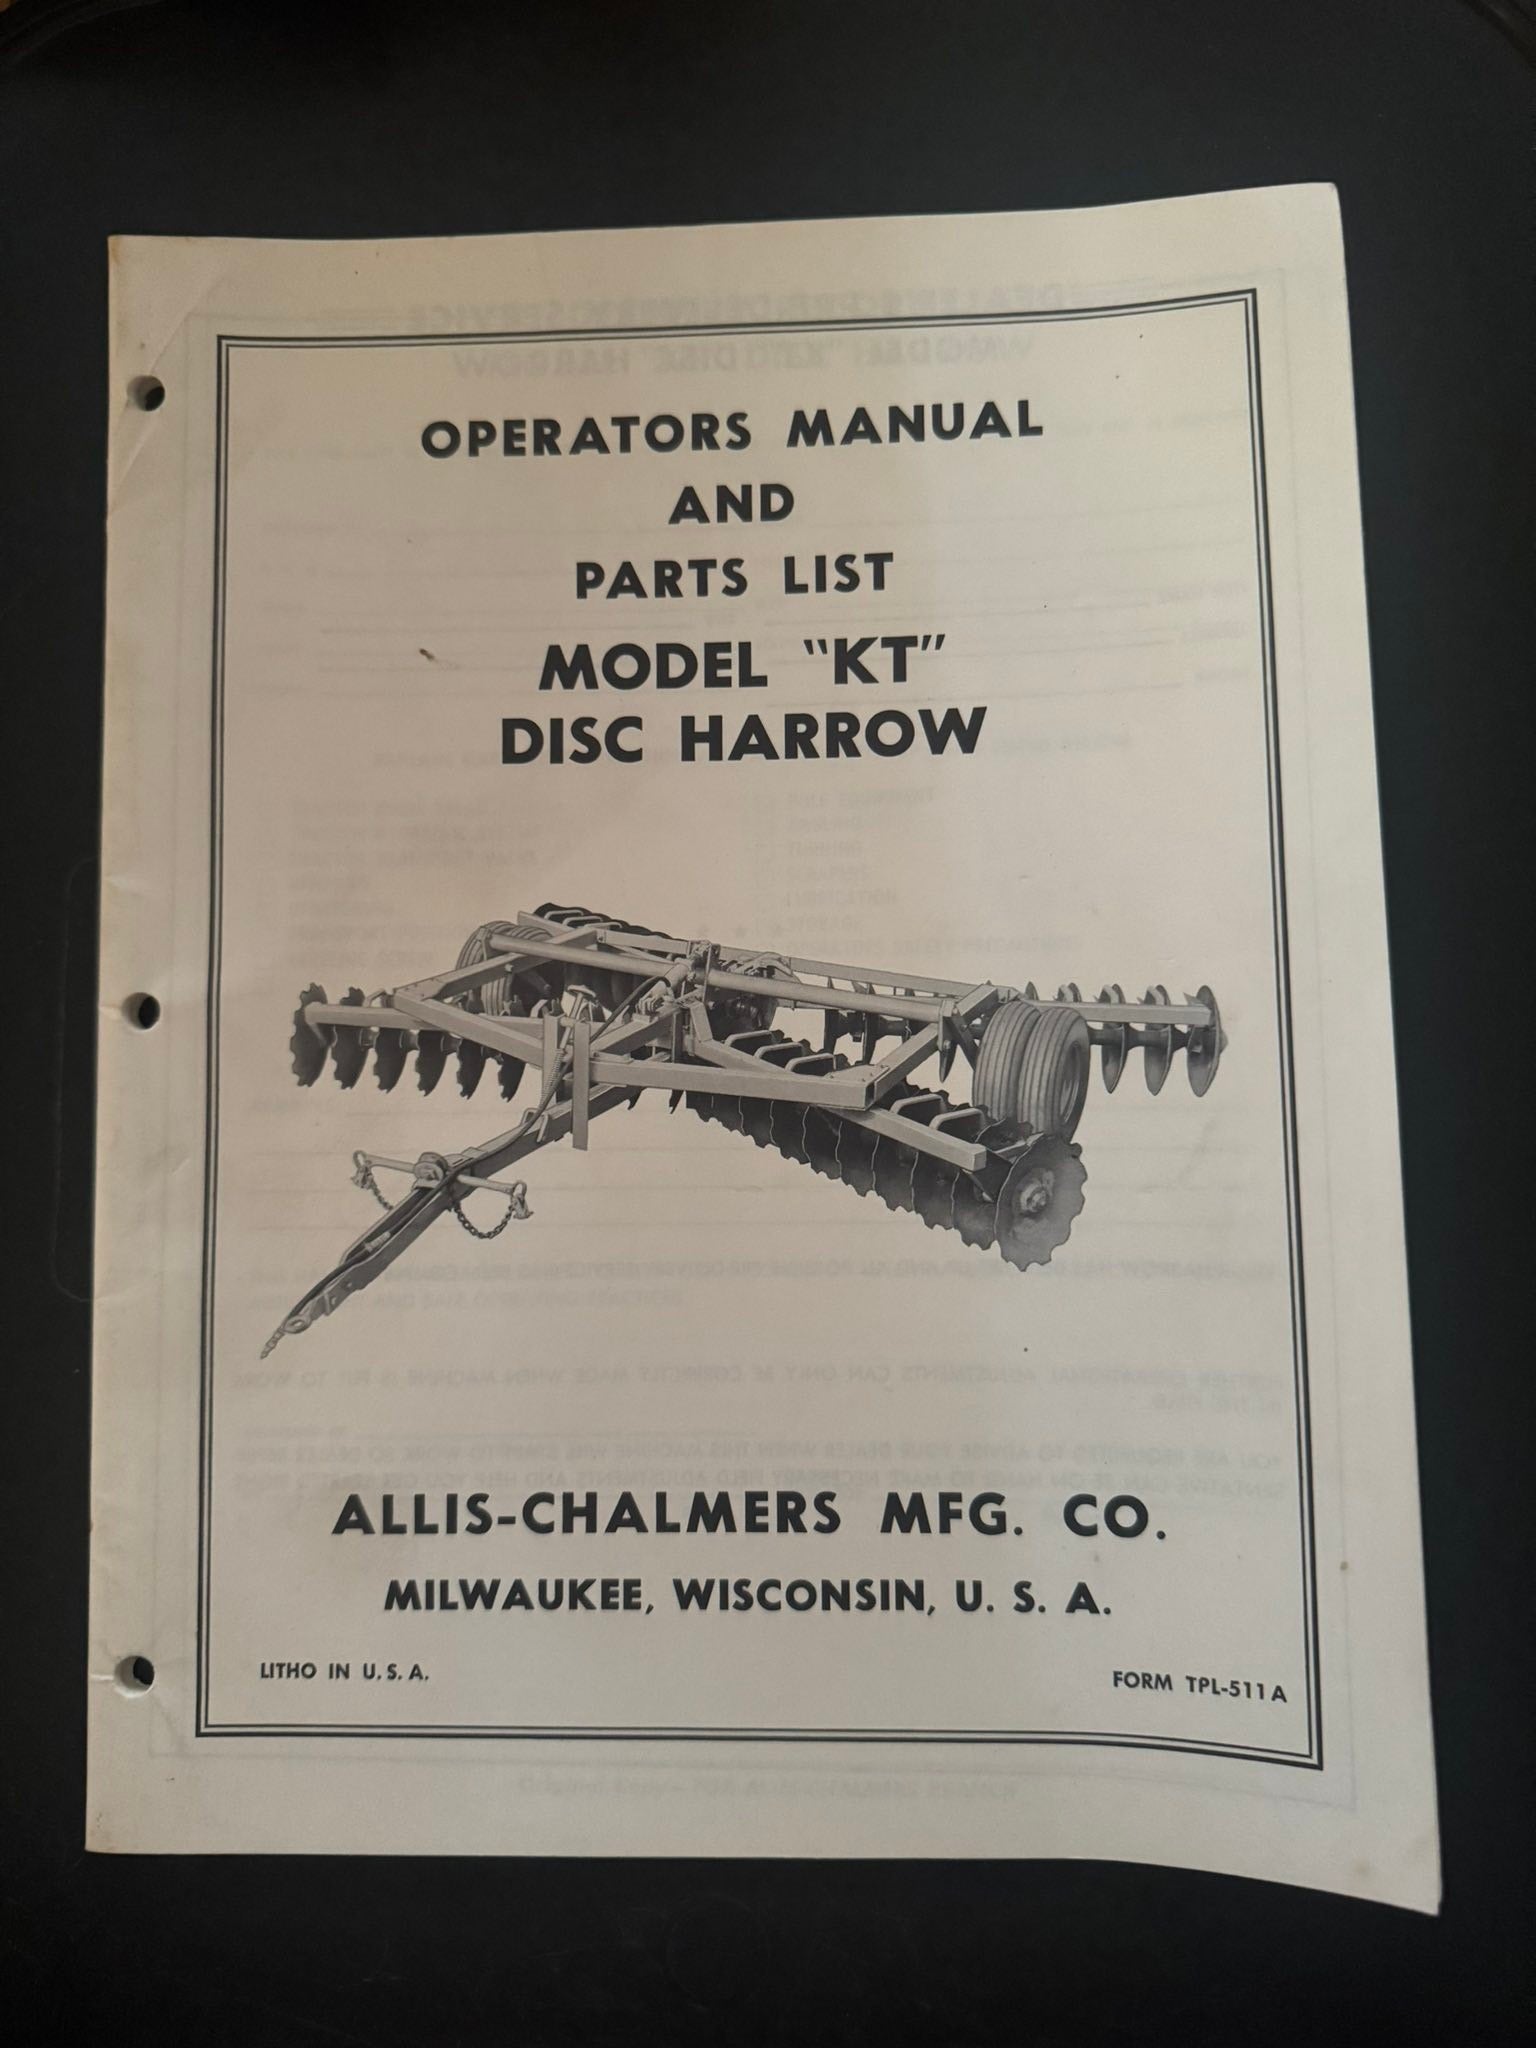 OPERATORS MANUAL
AND
PARTS LIST
MODEL "KT"
DISC HARROW
ALLIS-CHALMERS MFG. CO.
MILWAUKEE, WISCONSIN, U. S. A.
LITHO IN U. S. A.
FORM TPL-511A